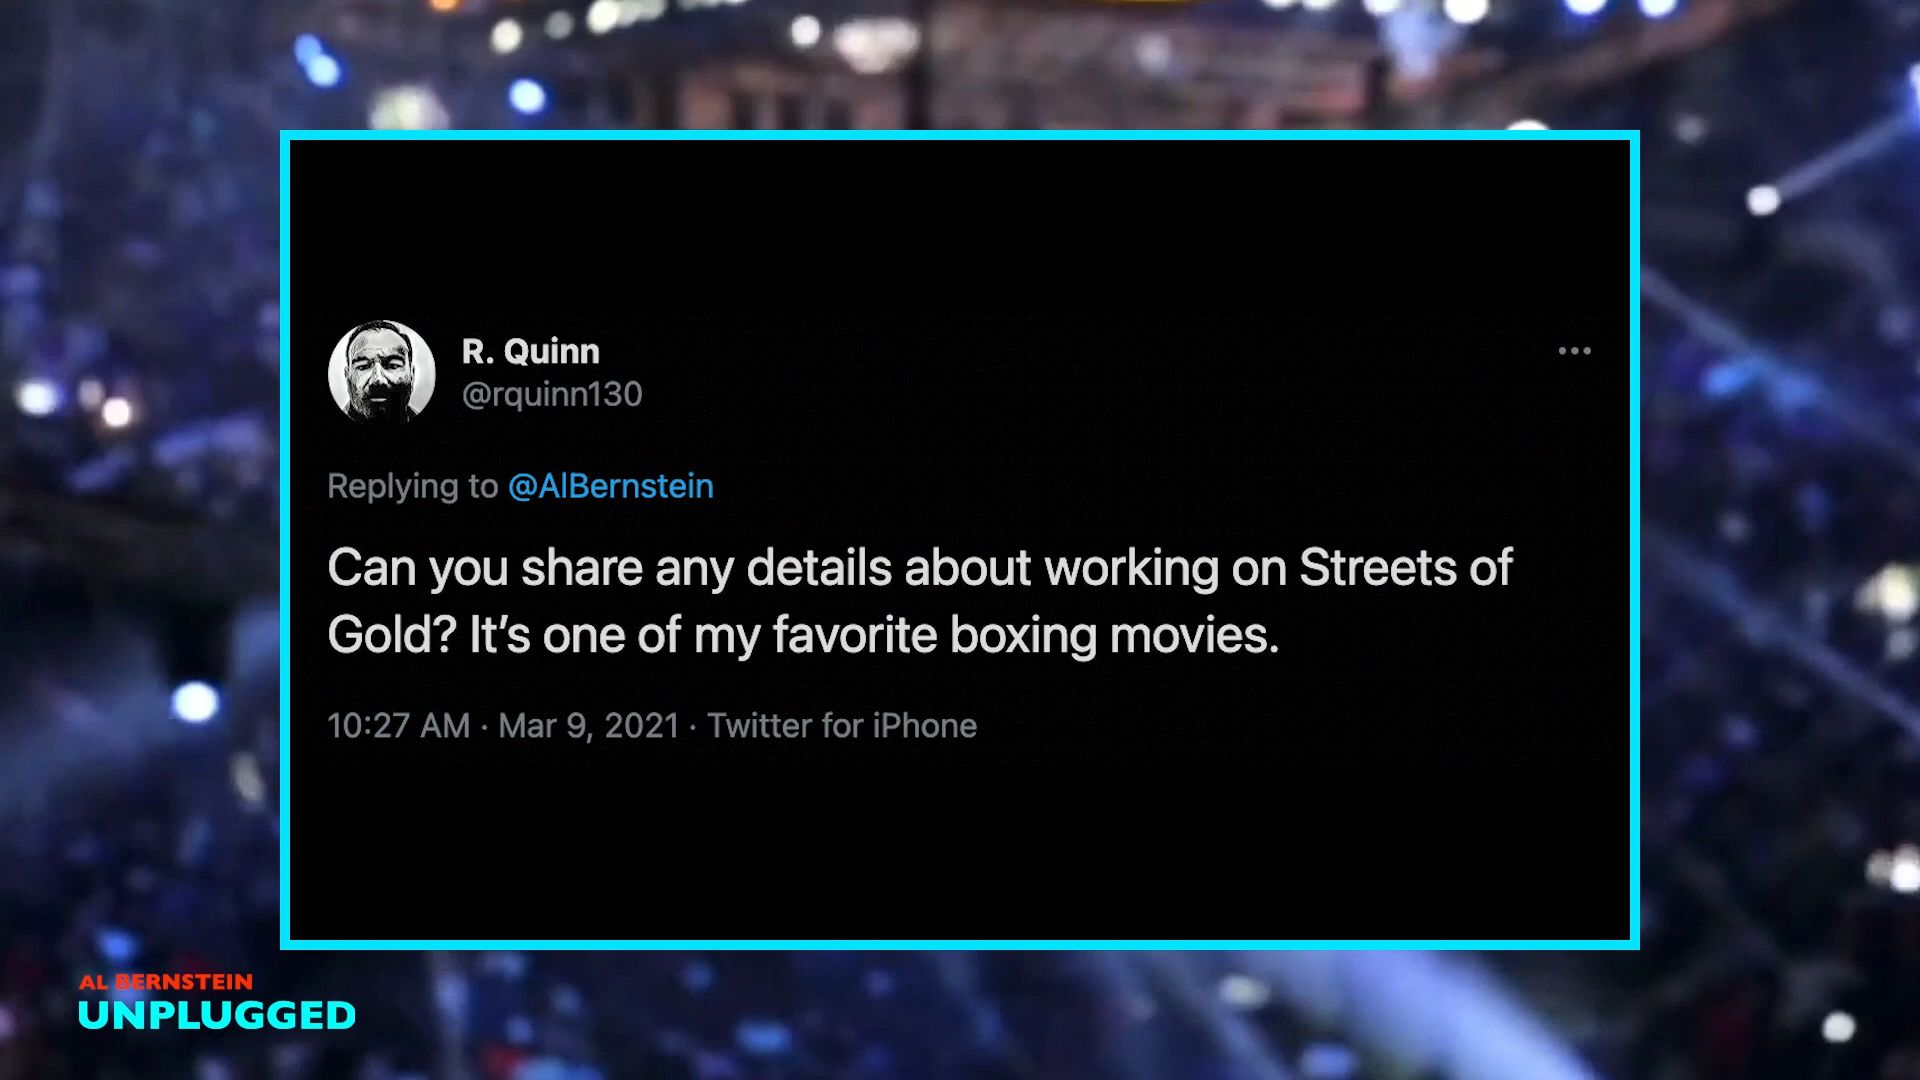 R. Quinn
@rquinn130
Replying to @AlBernstein
Can you share any details about working on Streets of
Gold? It’s one of my favorite boxing movies.
10:27 AM · Mar 9, 2021 · Twitter for iPhone
AL BERNSTEIN
UNPLUGGED